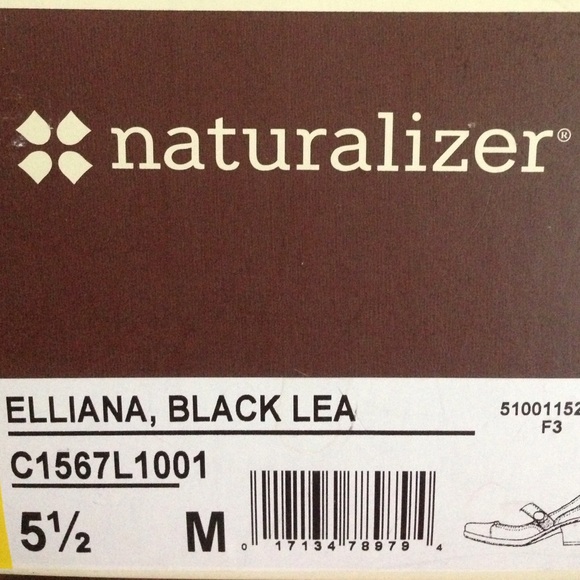 naturalizer®
ELLIANA, BLACK LEA
51001152
F3
C1567L1001
5½ M
0 17134 78979 4